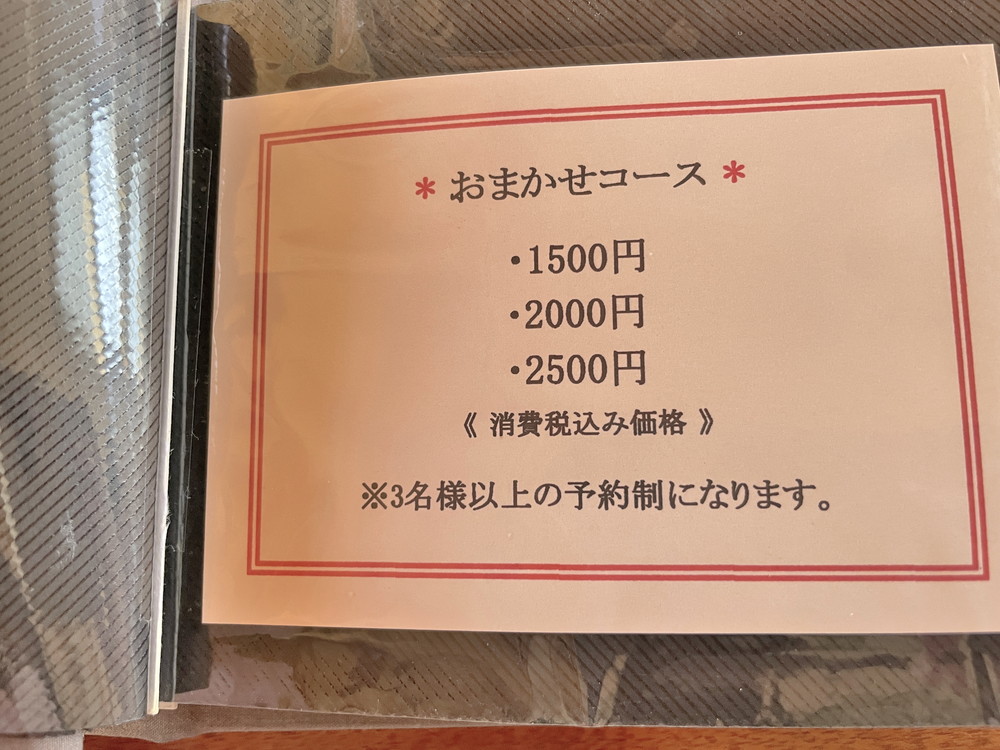 * おまかせコース *
・1500円
・2000円
・2500円
《 消費税込み価格 》
※3名様以上の予約制になります。